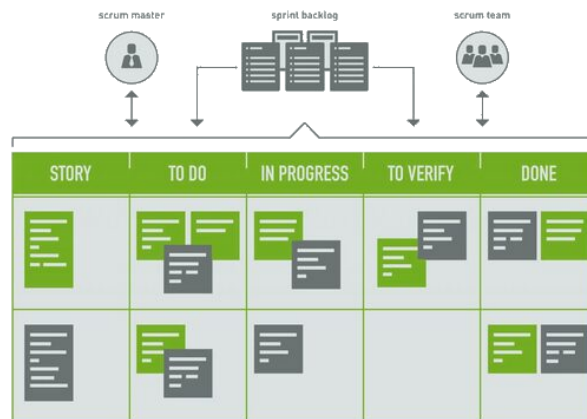 scrum master
sprint backlog
scrum team
STORY
TO DO
IN PROGRESS
TO VERIFY
DONE